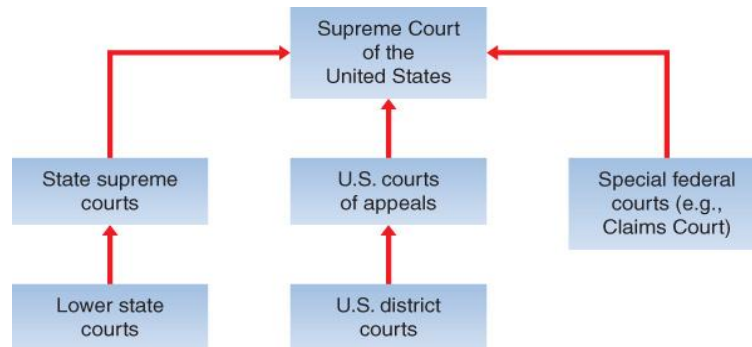 Supreme Court
of the
United States
State supreme
courts
U.S. courts
of appeals
Special federal
courts (e.g.,
Claims Court)
Lower state
courts
U.S. district
courts